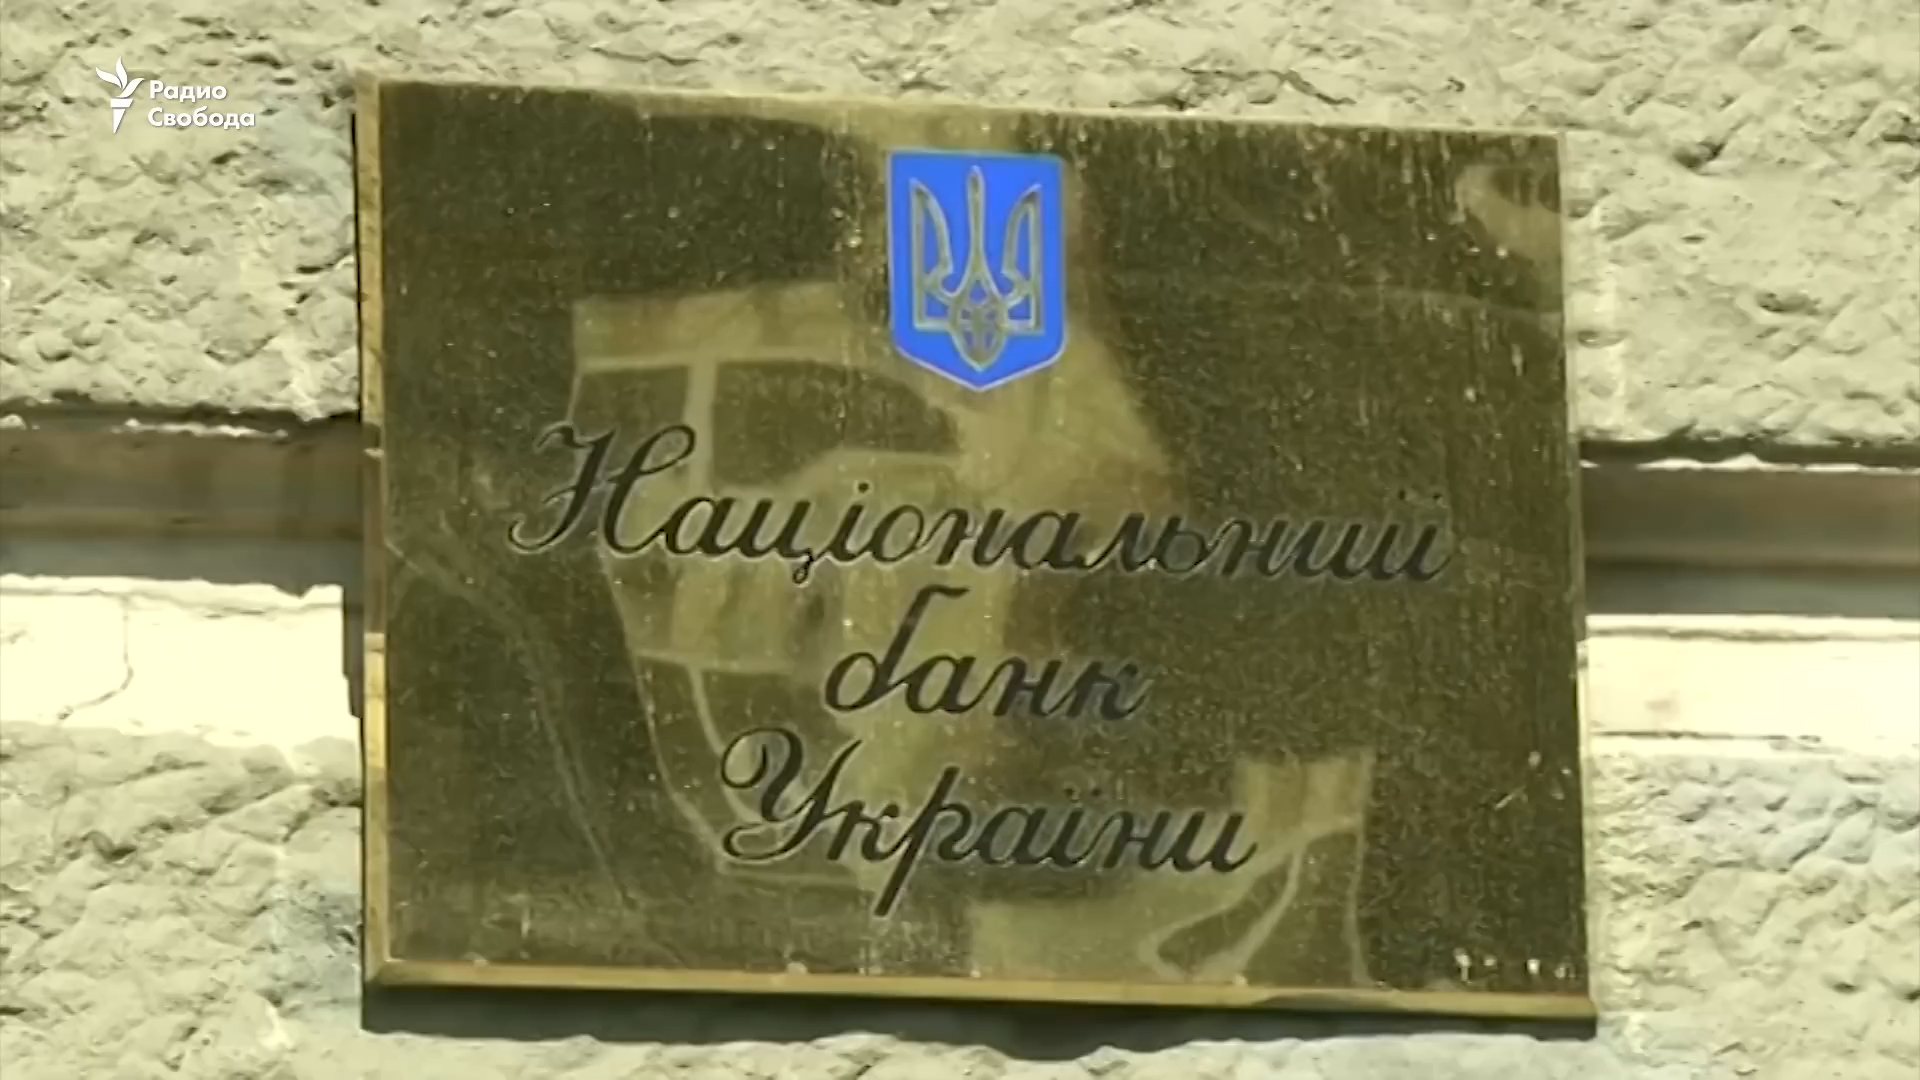 Радио
Свобода
Національний
банк
України